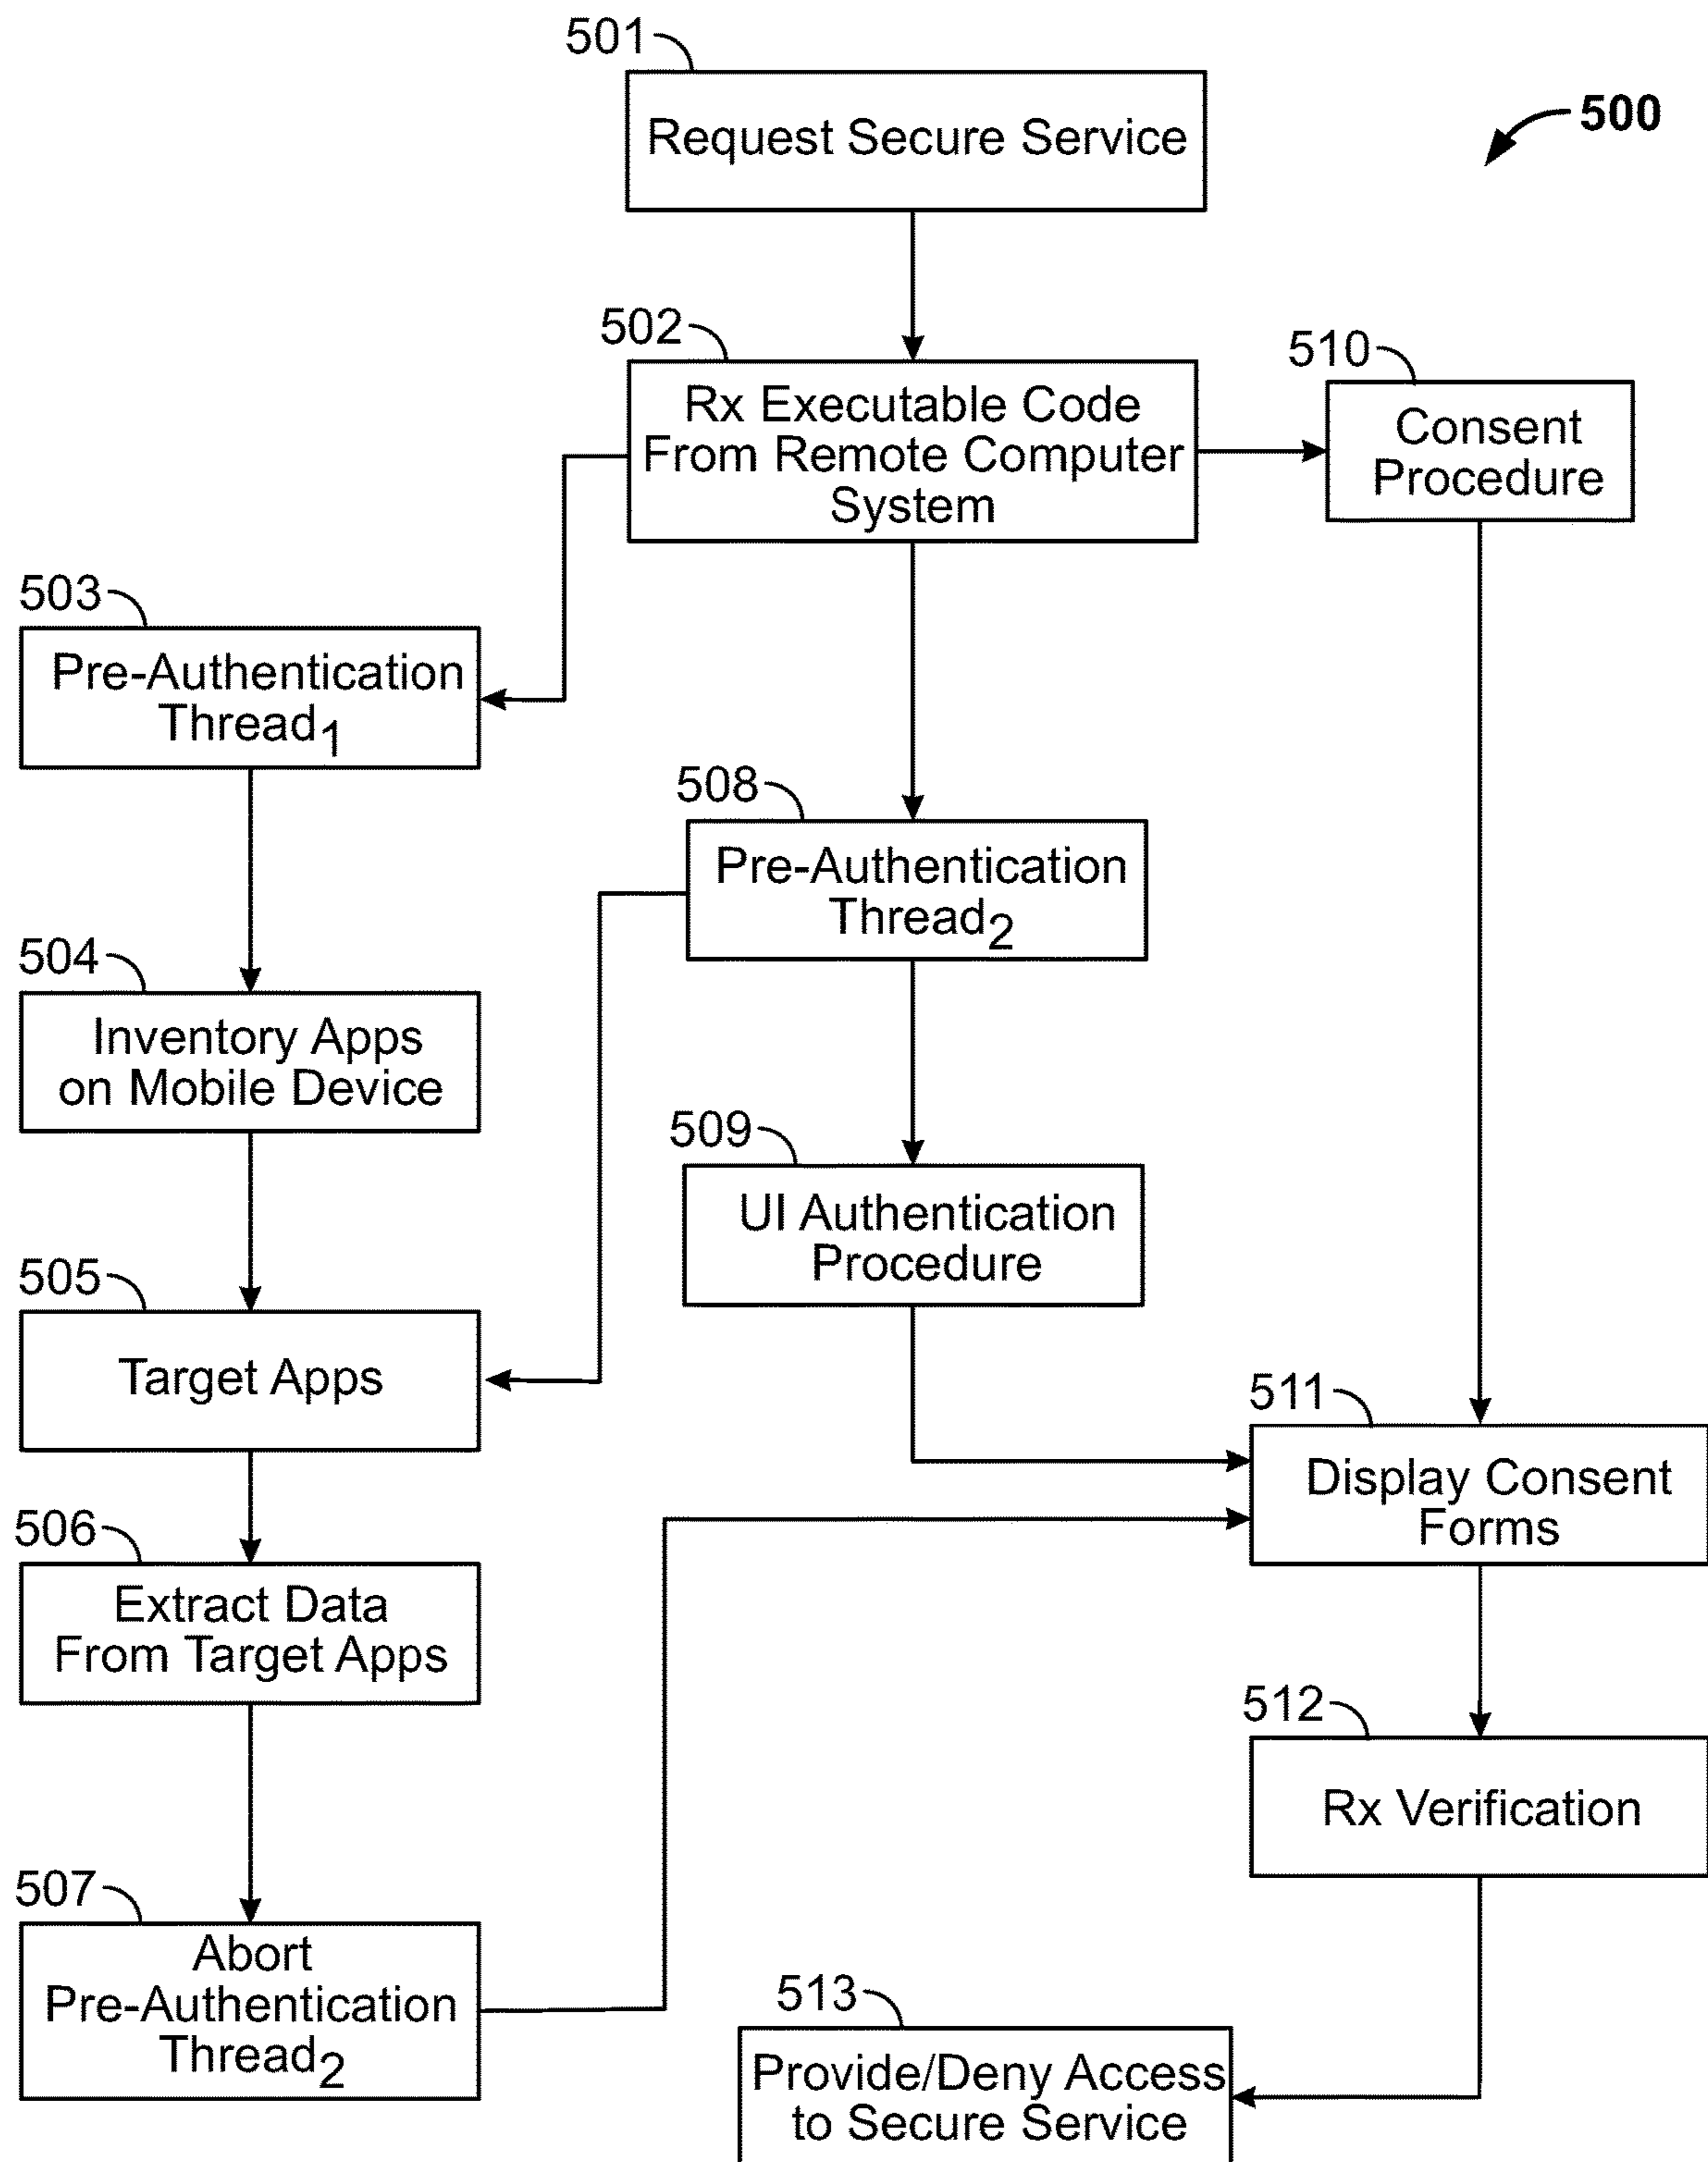 501
Request Secure Service
500
502
Rx Executable Code
From Remote Computer
System
510
Consent
Procedure
503
Pre-Authentication
Thread1
508
Pre-Authentication
Thread2
504
Inventory Apps
on Mobile Device
509
UI Authentication
Procedure
505
Target Apps
511
Display Consent
Forms
506
Extract Data
From Target Apps
512
Rx Verification
507
Abort
Pre-Authentication
Thread2
513
Provide/Deny Access
to Secure Service